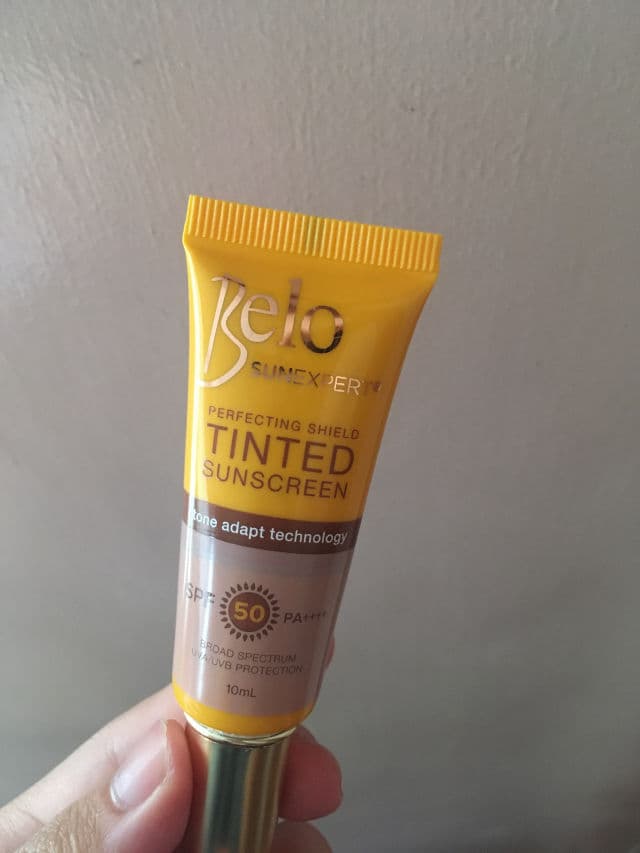 Belo
SUNEXPERT®
PERFECTING SHIELD
TINTED
SUNSCREEN
tone adapt technology
SPF 50 PA++++
BROAD SPECTRUM
UVA/UVB PROTECTION
10mL